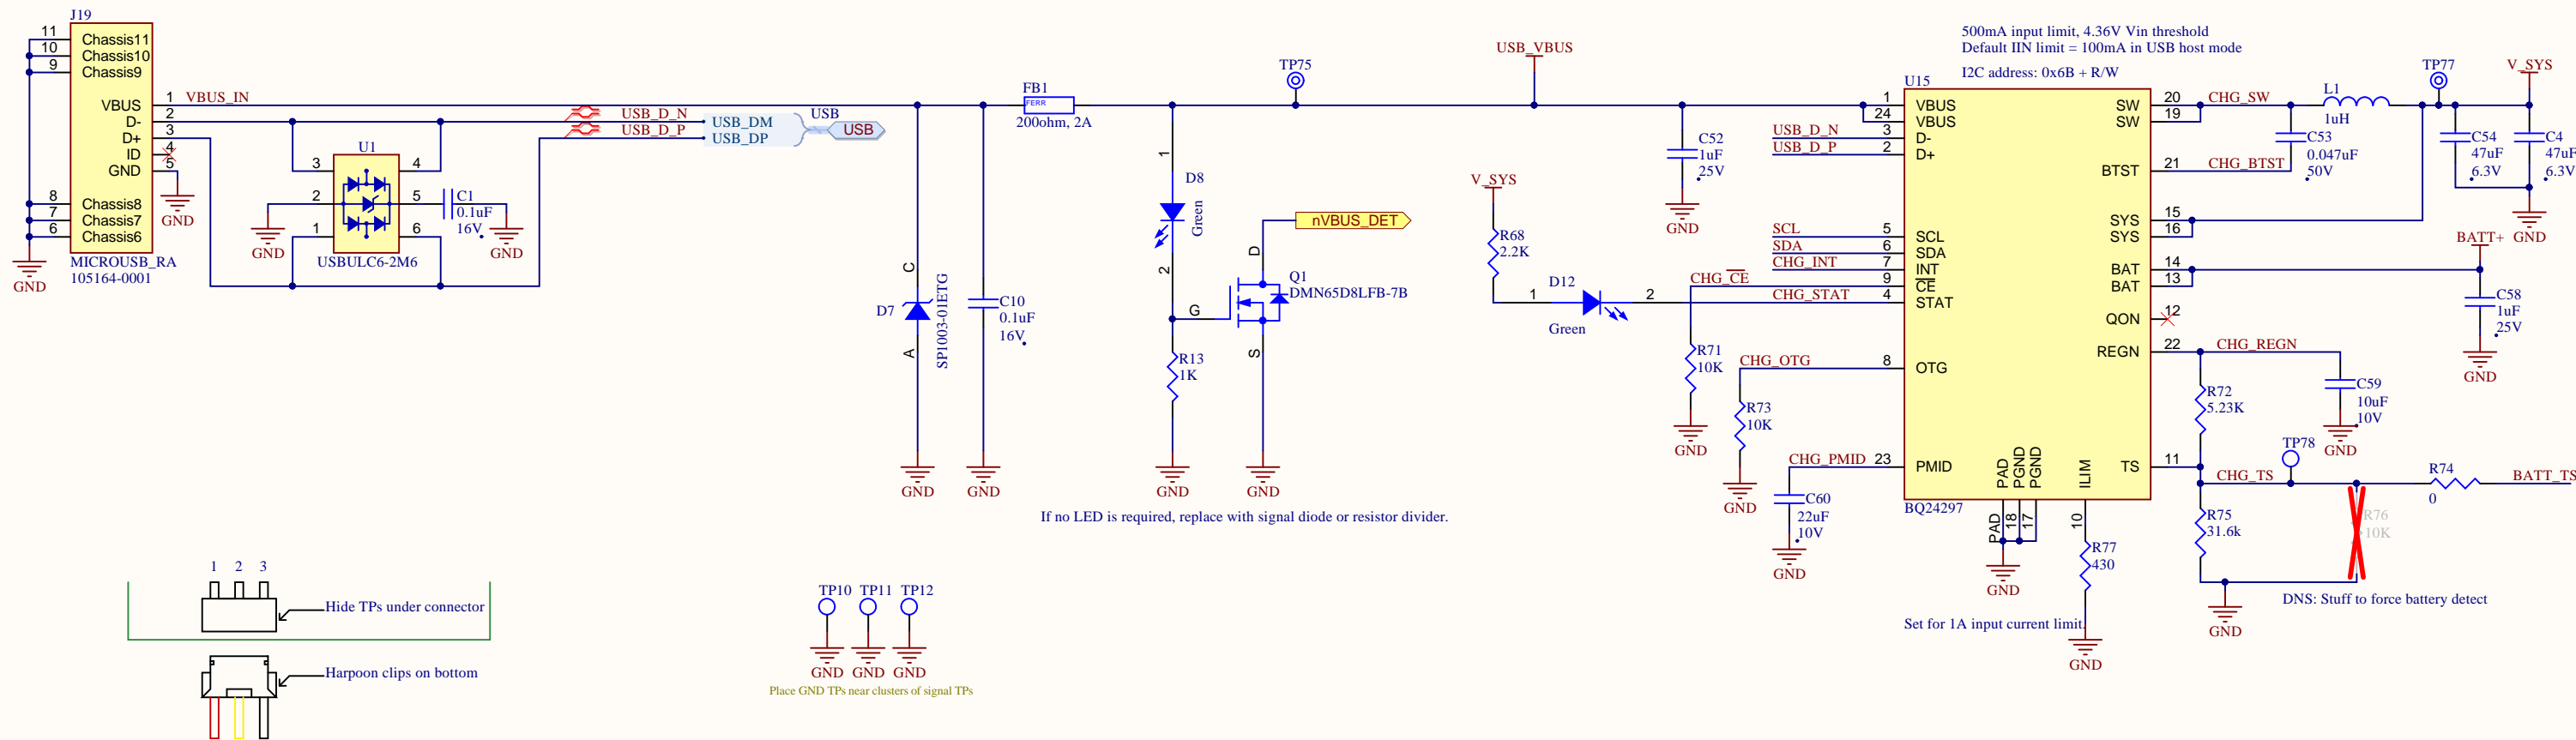 J19
11 Chassis11
10 Chassis10
9 Chassis9
VBUS 1 VBUS_IN
D- 2
D+ 3
ID 4
GND 5
8 Chassis8
7 Chassis7
6 Chassis6
MICROUSB_RA
105164-0001
GND
GND
U1
3 4
2 5
1 6
USBULC6-2M6
GND
C1
0.1uF
16V
GND
USB_D_N
USB_D_P
USB_DM
USB_DP
USB
USB
D7
C
A
SP1003-01ETG
GND
C10
0.1uF
16V
GND
FB1
FERR
200ohm, 2A
1
D8
Green
2
R13
1K
GND
G
D
S
Q1
DMN65D8LFB-7B
GND
nVBUS_DET
TP75
USB_VBUS
If no LED is required, replace with signal diode or resistor divider.
V_SYS
R68
2.2K
1 D12 2
Green
C52
1uF
25V
GND
500mA input limit, 4.36V Vin threshold
Default IIN limit = 100mA in USB host mode
I2C address: 0x6B + R/W
U15
1 VBUS
24 VBUS
USB_D_N 3 D-
USB_D_P 2 D+
SCL 5 SCL
SDA 6 SDA
CHG_INT 7 INT
CHG_CE 9 CE
CHG_STAT 4 STAT
CHG_OTG 8 OTG
CHG_PMID 23 PMID
R71
10K
GND
R73
10K
GND
C60
22uF
10V
GND
BQ24297
SW 20 CHG_SW
SW 19
BTST 21 CHG_BTST
SYS 15
SYS 16
BAT 14
BAT 13
QON 12
REGN 22 CHG_REGN
TS 11
PAD PGND PGND ILIM
PAD 18 17 10
GND
R77
430
GND
Set for 1A input current limit.
L1
1uH
C53
0.047uF
50V
TP77
V_SYS
C54
47uF
6.3V
C4
47uF
6.3V
GND
BATT+
C58
1uF
25V
GND
R72
5.23K
C59
10uF
10V
GND
TP78
CHG_TS
R74
0
BATT_TS
R75
31.6k
R76
10K
GND
DNS: Stuff to force battery detect
1 2 3
Hide TPs under connector
Harpoon clips on bottom
TP10 TP11 TP12
GND GND GND
Place GND TPs near clusters of signal TPs